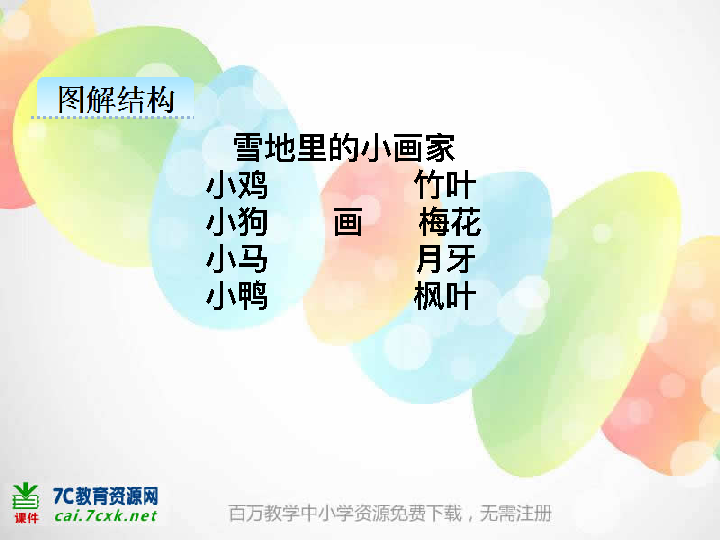 图解结构
雪地里的小画家
小鸡 竹叶
小狗 画 梅花
小马 月牙
小鸭 枫叶
7C教育资源网
课件 cai.7cxk.net
百万教学中小学资源免费下载，无需注册